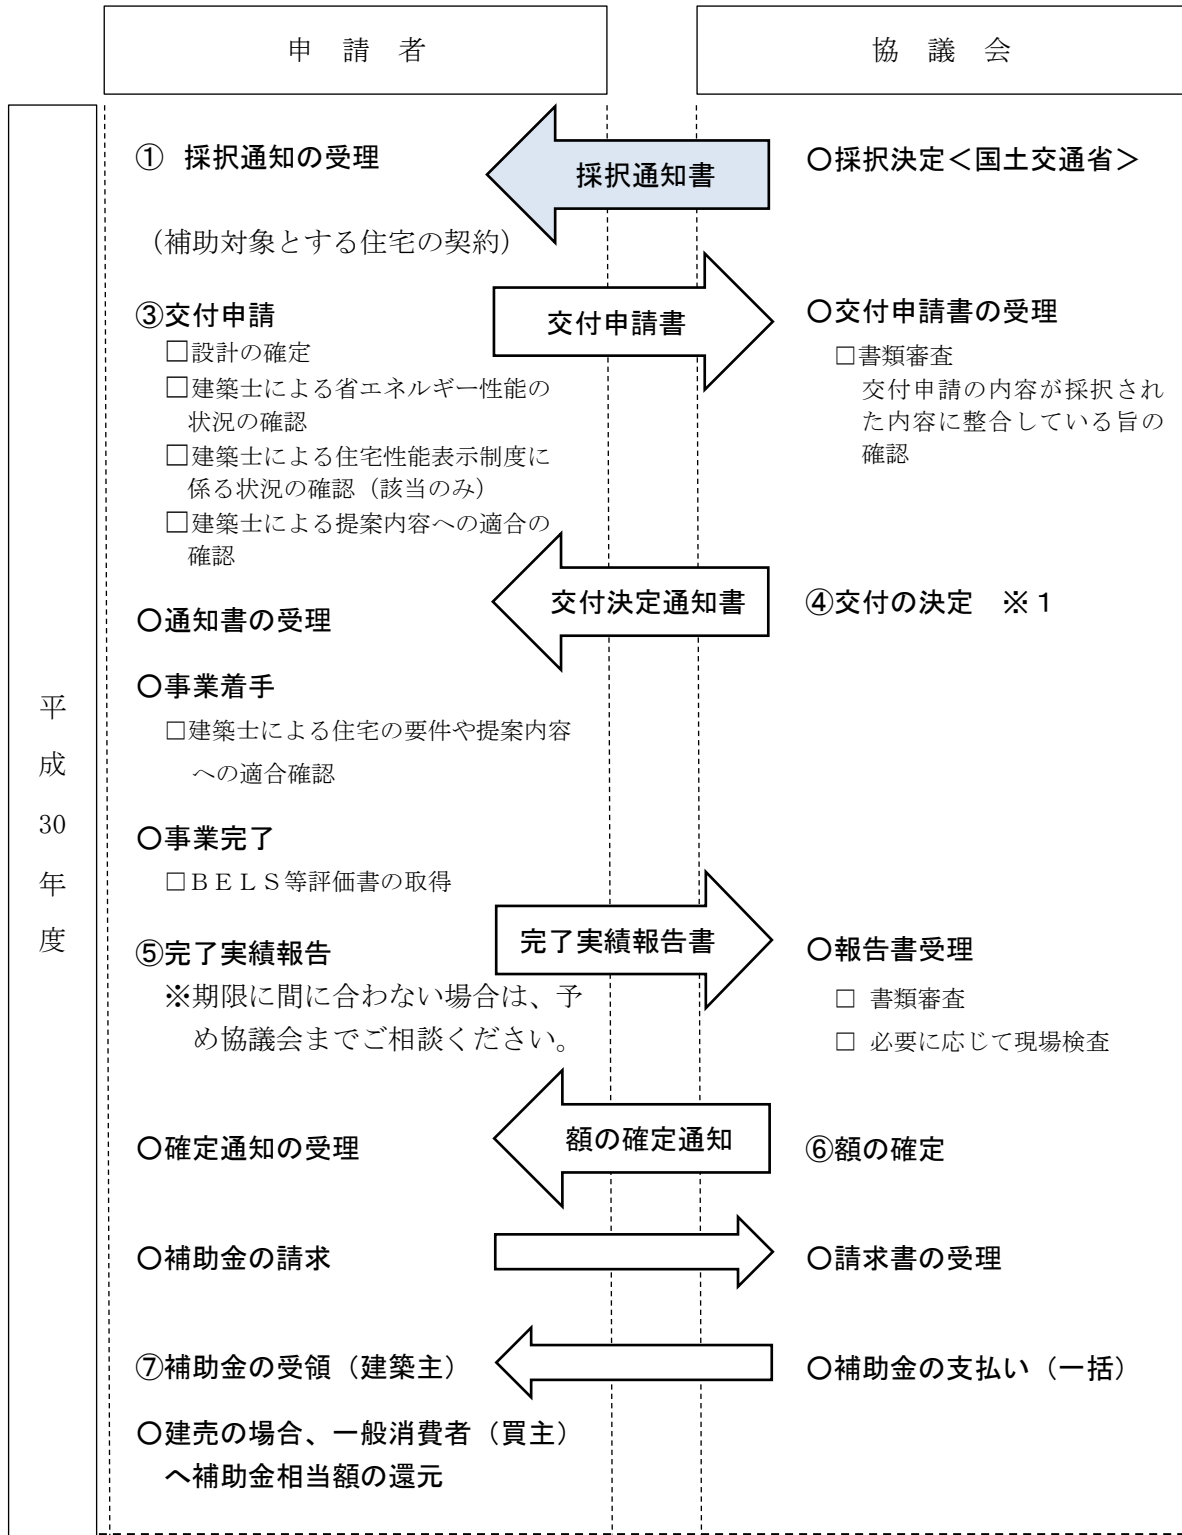 申　請　者
協　議　会
平成30年度
①　採択通知の受理
採択通知書
○採択決定＜国土交通省＞
（補助対象とする住宅の契約）
③交付申請
□設計の確定
□建築士による省エネルギー性能の
状況の確認
□建築士による住宅性能表示制度に
係る状況の確認（該当のみ）
□建築士による提案内容への適合の
確認
交付申請書
○交付申請書の受理
□書類審査
交付申請の内容が採択され
た内容に整合している旨の
確認
交付決定通知書
④交付の決定　※１
○通知書の受理
○事業着手
□建築士による住宅の要件や提案内容
への適合確認
○事業完了
□ＢＥＬＳ等評価書の取得
⑤完了実績報告
※期限に間に合わない場合は、予
め協議会までご相談ください。
完了実績報告書
○報告書受理
□ 書類審査
□ 必要に応じて現場検査
○確定通知の受理
額の確定通知
⑥額の確定
○補助金の請求
○請求書の受理
⑦補助金の受領（建築主）
○補助金の支払い（一括）
○建売の場合、一般消費者（買主）
へ補助金相当額の還元